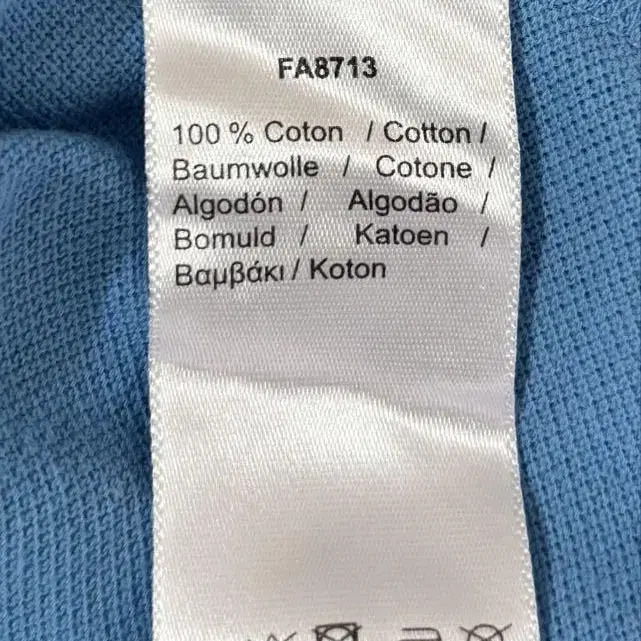 FA8713
100 % Coton / Cotton /
Baumwolle / Cotone /
Algodón / Algodão /
Bomuld / Katoen /
Βαμβάκι / Koton